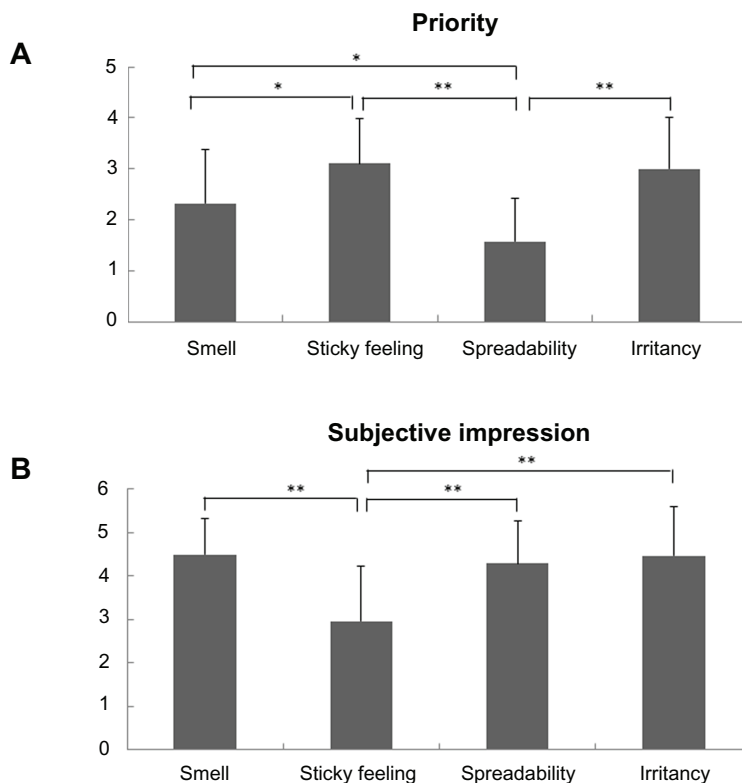 Priority
A
*
5
* ** **
4
3
2
1
0
Smell Sticky feeling Spreadability Irritancy
Subjective impression
B
**
6
** **
5
4
3
2
1
0
Smell Sticky feeling Spreadability Irritancy